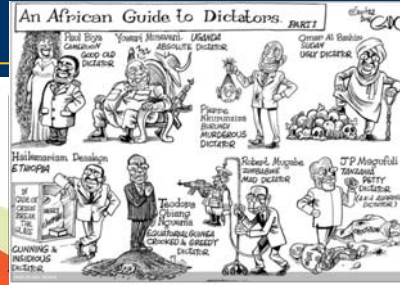 An African Guide to Dictators. PART I
Paul Biya
CAMEROON
GOOD OLD
DICTATOR
Yoweri Museveni UGANDA
ABSOLUTE DICTATOR
Pierre
Nkurunziza
BURUNDI
MURDEROUS
DICTATOR
Omar Al Bashir
SUDAN
UGLY DICTATOR
Hailemariam Desalegn
ETHIOPIA
IN
CASE OF
CRISIS
BREAK
THE
GLASS
CUNNING &
INSIDIOUS
DICTATOR
Teodoro
Obiang
Nguema
EQUATORIAL GUINEA
CROOKED & GREEDY
DICTATOR
Robert Mugabe
ZIMBABWE
MAD DICTATOR
J P Magufuli
TANZANIA
PETTY
DICTATOR